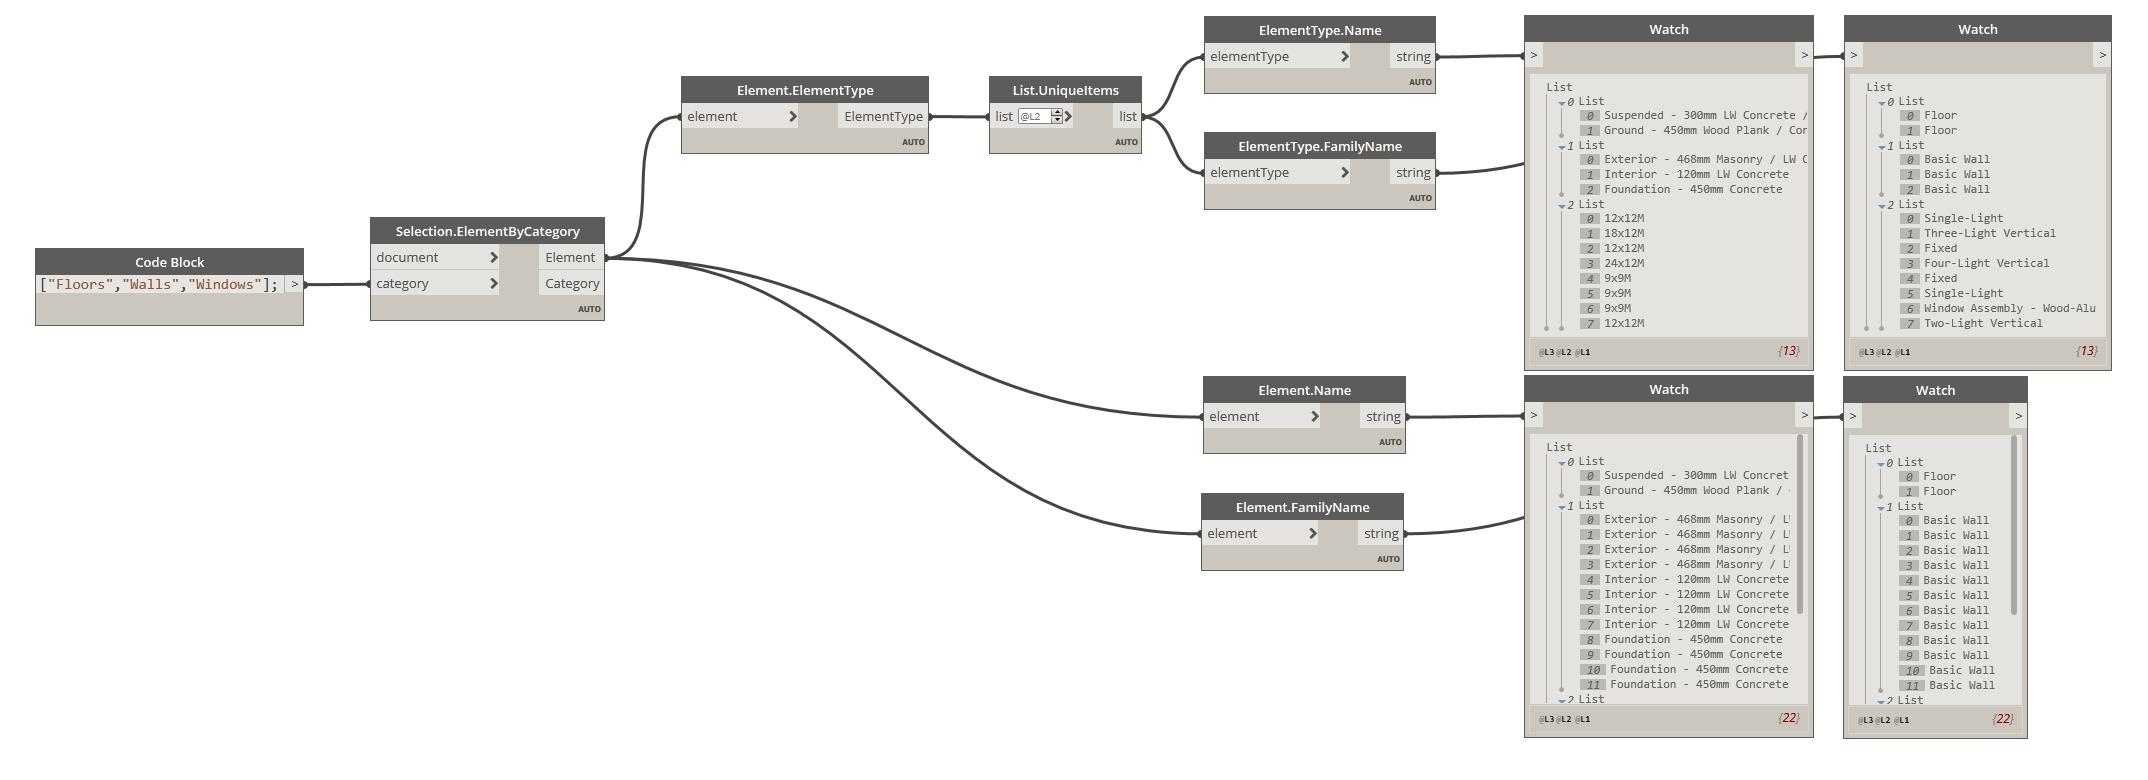 Code Block
["Floors","Walls","Windows"]; >
Selection.ElementByCategory
document > Element
category > Category
AUTO
Element.ElementType
element > ElementType
AUTO
List.UniqueItems
list @L2 > list
AUTO
ElementType.Name
elementType > string
AUTO
ElementType.FamilyName
elementType > string
AUTO
Element.Name
element > string
AUTO
Element.FamilyName
element > string
AUTO
Watch
> >
List
0 List
0 Suspended - 300mm LW Concrete /
1 Ground - 450mm Wood Plank / Con
1 List
0 Exterior - 468mm Masonry / LW C
1 Interior - 120mm LW Concrete
2 Foundation - 450mm Concrete
2 List
0 12x12M
1 18x12M
2 12x12M
3 24x12M
4 9x9M
5 9x9M
6 9x9M
7 12x12M
@L3 @L2 @L1 {13}
Watch
> >
List
0 List
0 Floor
1 Floor
1 List
0 Basic Wall
1 Basic Wall
2 Basic Wall
2 List
0 Single-Light
1 Three-Light Vertical
2 Fixed
3 Four-Light Vertical
4 Fixed
5 Single-Light
6 Window Assembly - Wood-Alu
7 Two-Light Vertical
@L3 @L2 @L1 {13}
Watch
> >
List
0 List
0 Suspended - 300mm LW Concret
1 Ground - 450mm Wood Plank /
1 List
0 Exterior - 468mm Masonry / L
1 Exterior - 468mm Masonry / L
2 Exterior - 468mm Masonry / L
3 Exterior - 468mm Masonry / L
4 Interior - 120mm LW Concrete
5 Interior - 120mm LW Concrete
6 Interior - 120mm LW Concrete
7 Interior - 120mm LW Concrete
8 Foundation - 450mm Concrete
9 Foundation - 450mm Concrete
10 Foundation - 450mm Concrete
11 Foundation - 450mm Concrete
2 List
@L3 @L2 @L1 {22}
Watch
> >
List
0 List
0 Floor
1 Floor
1 List
0 Basic Wall
1 Basic Wall
2 Basic Wall
3 Basic Wall
4 Basic Wall
5 Basic Wall
6 Basic Wall
7 Basic Wall
8 Basic Wall
9 Basic Wall
10 Basic Wall
11 Basic Wall
2 List
@L3 @L2 @L1 {22}